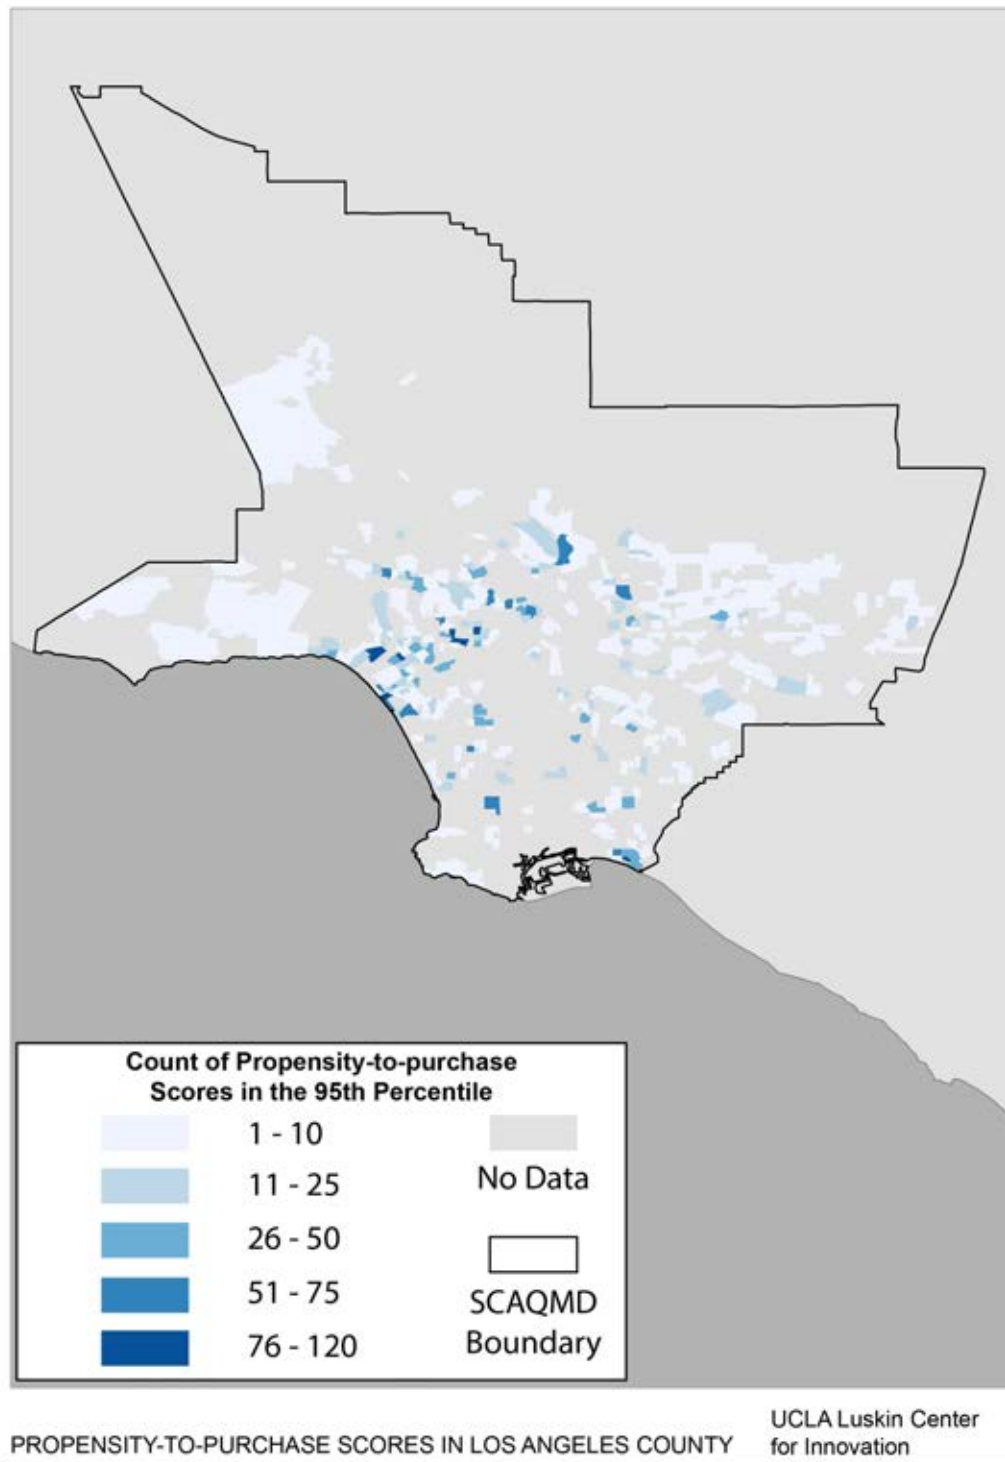 Count of Propensity-to-purchase
Scores in the 95th Percentile
1 - 10
11 - 25
26 - 50
51 - 75
76 - 120
No Data
SCAQMD
Boundary
PROPENSITY-TO-PURCHASE SCORES IN LOS ANGELES COUNTY
UCLA Luskin Center
for Innovation